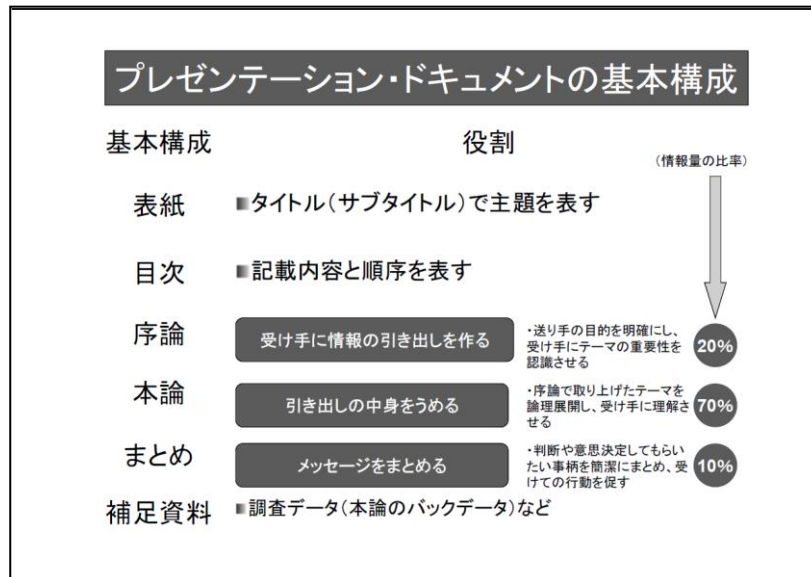 プレゼンテーション・ドキュメントの基本構成
基本構成
役割
（情報量の比率）
表紙
■タイトル（サブタイトル）で主題を表す
目次
■記載内容と順序を表す
序論
受け手に情報の引き出しを作る
・送り手の目的を明確にし、
受け手にテーマの重要性を
認識させる
20%
本論
引き出しの中身をうめる
・序論で取り上げたテーマを
論理展開し、受け手に理解さ
せる
70%
まとめ
メッセージをまとめる
・判断や意思決定してもらい
たい事柄を簡潔にまとめ、受
けての行動を促す
10%
補足資料
■調査データ（本論のバックデータ）など